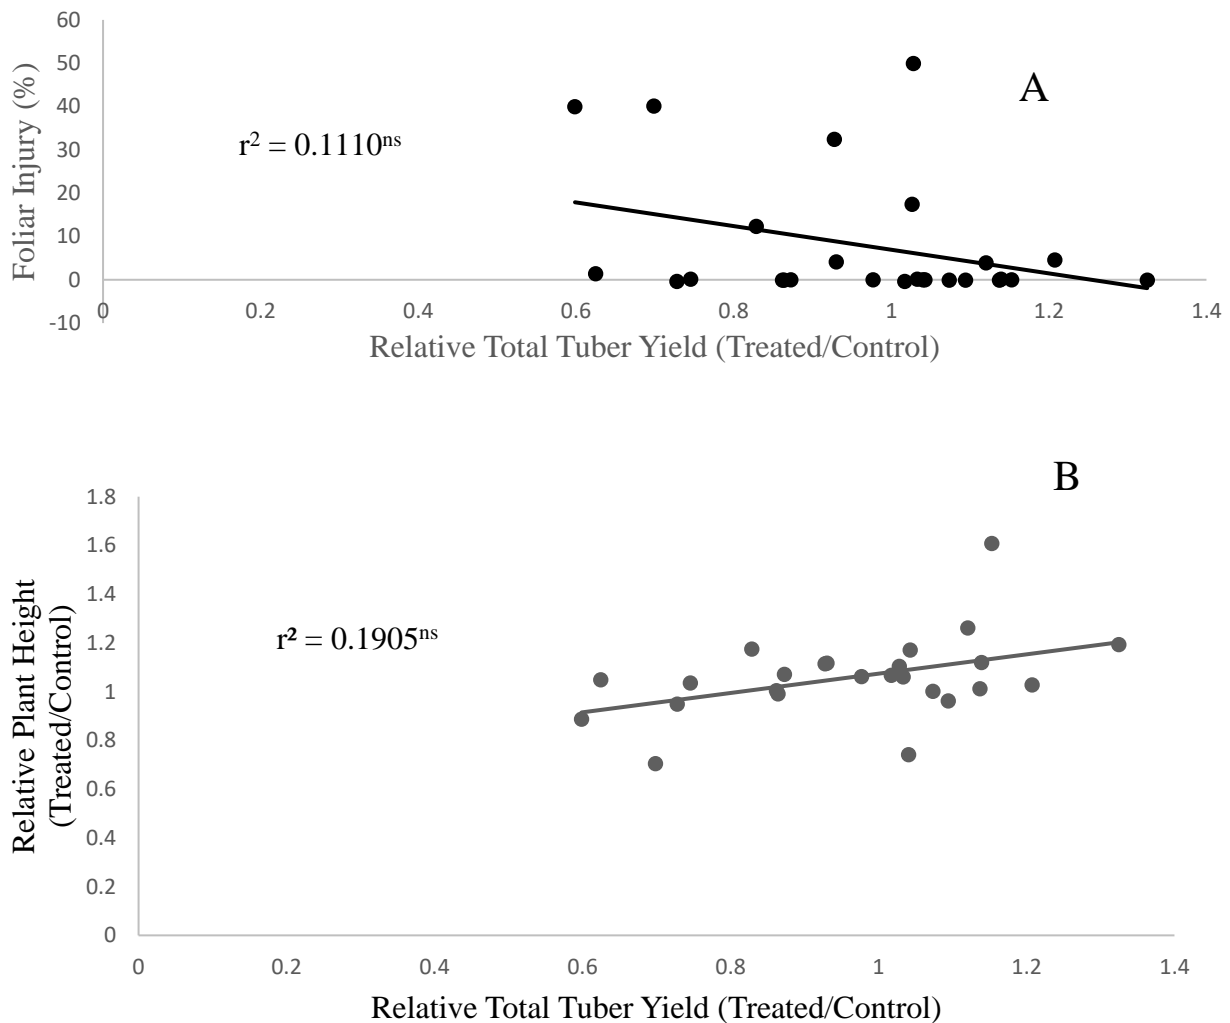 60
50
40
30
20
10
0
-10
Foliar Injury (%)
A
r² = 0.1110ⁿˢ
0 0.2 0.4 0.6 0.8 1 1.2 1.4
Relative Total Tuber Yield (Treated/Control)
B
1.8
1.6
1.4
1.2
1
0.8
0.6
0.4
0.2
0
Relative Plant Height
(Treated/Control)
r² = 0.1905ⁿˢ
0 0.2 0.4 0.6 0.8 1 1.2 1.4
Relative Total Tuber Yield (Treated/Control)